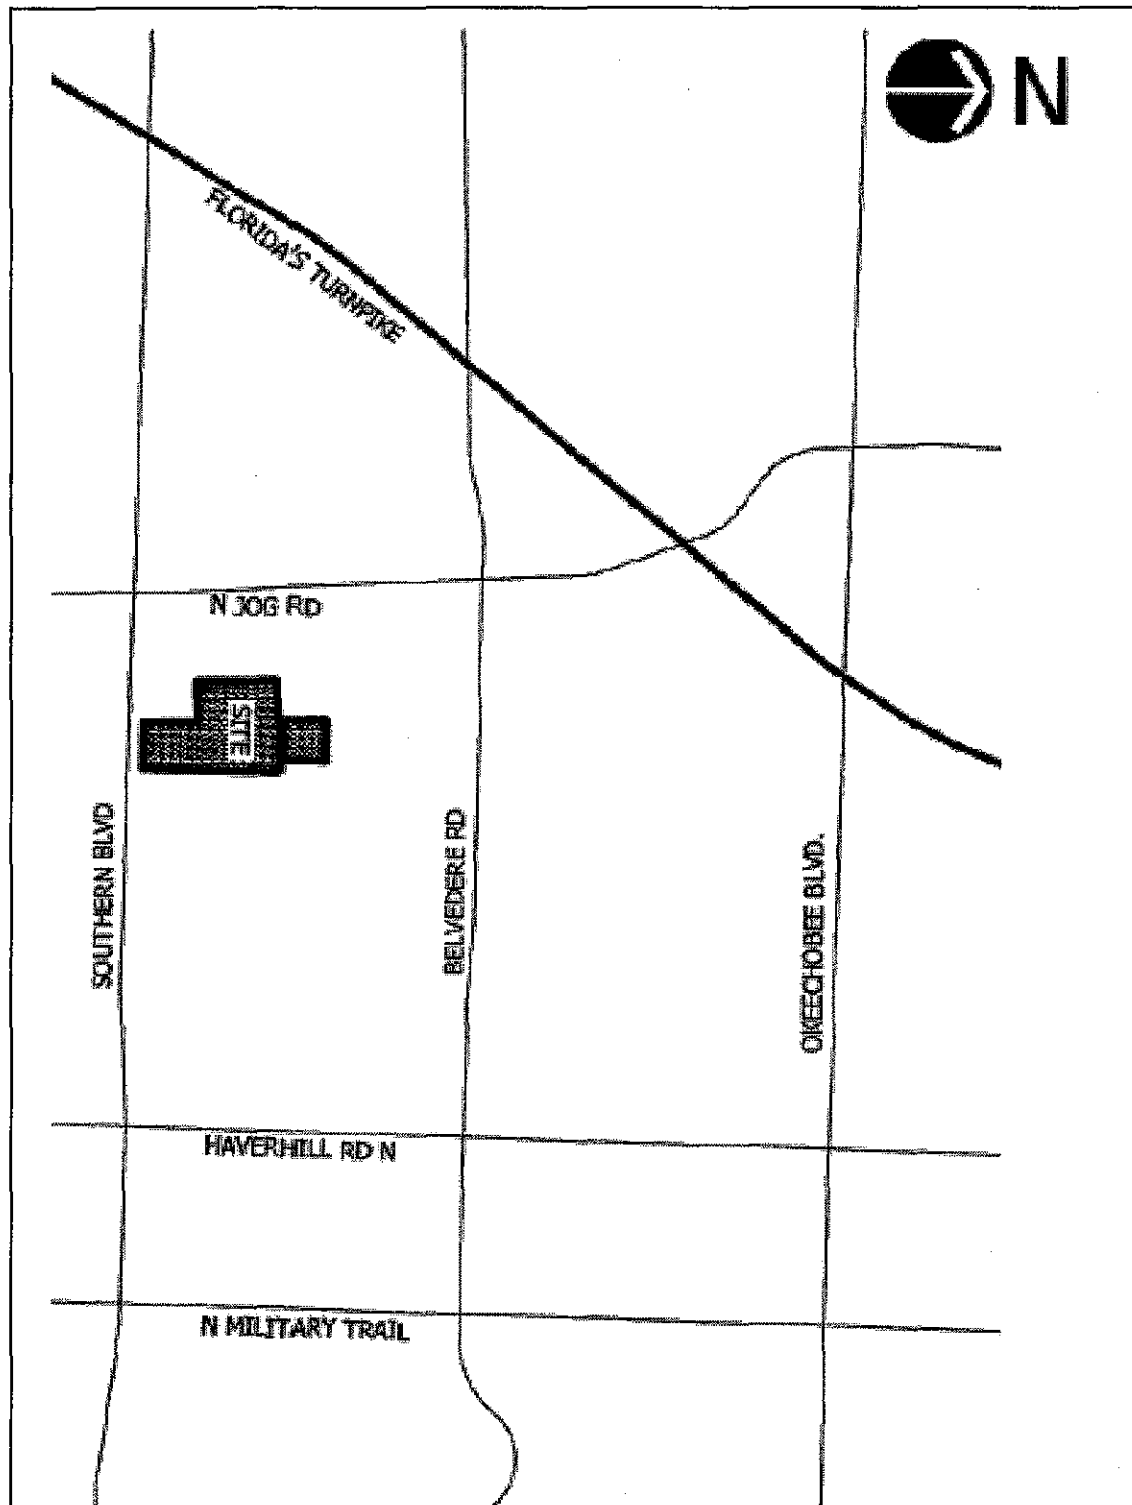 N
FLORIDA'S TURNPIKE
N JOG RD
SITE
SOUTHERN BLVD
BELVEDERE RD
OKEECHOBEE BLVD.
HAVERHILL RD N
N MILITARY TRAIL